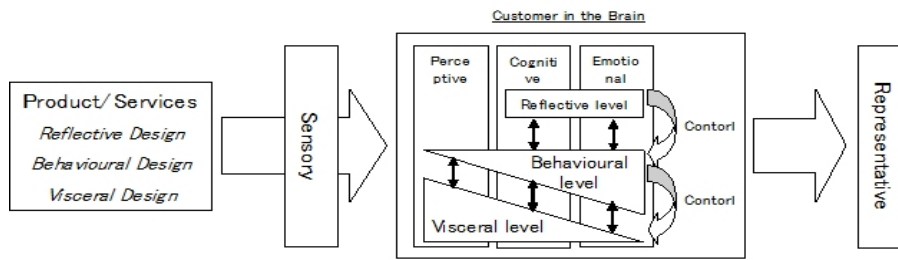 Customer in the Brain
Product/Services
Reflective Design
Behavioural Design
Visceral Design
Sensory
Perce
ptive
Cogniti
ve
Emotio
nal
Reflective level
Contorl
Behavioural
level
Contorl
Visceral level
Representative